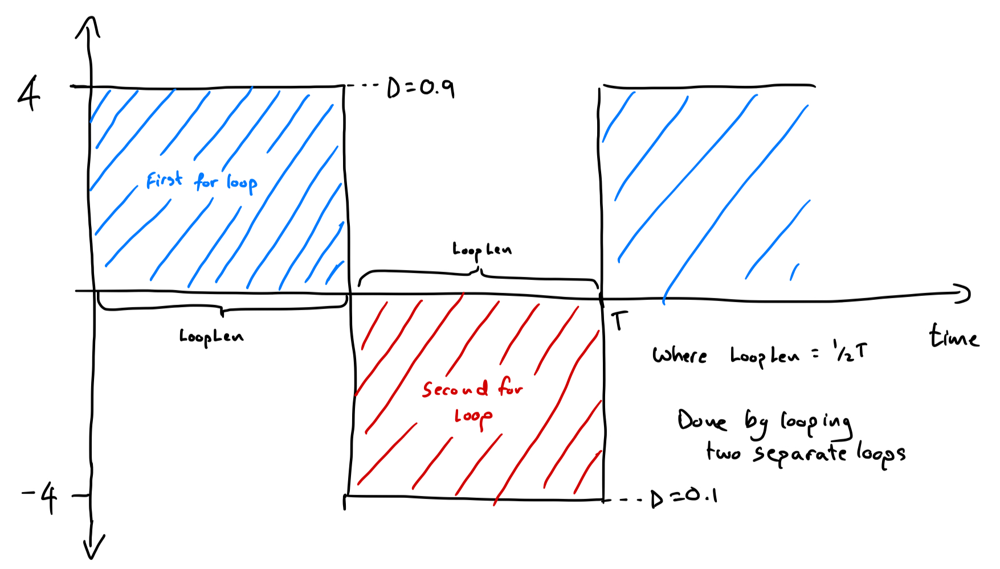 4
D=0.9
First for loop
LoopLen
LoopLen
T
time
Where LoopLen = 1/2 T
Second for
Loop
Done by looping
two separate loops
-4
D=0.1